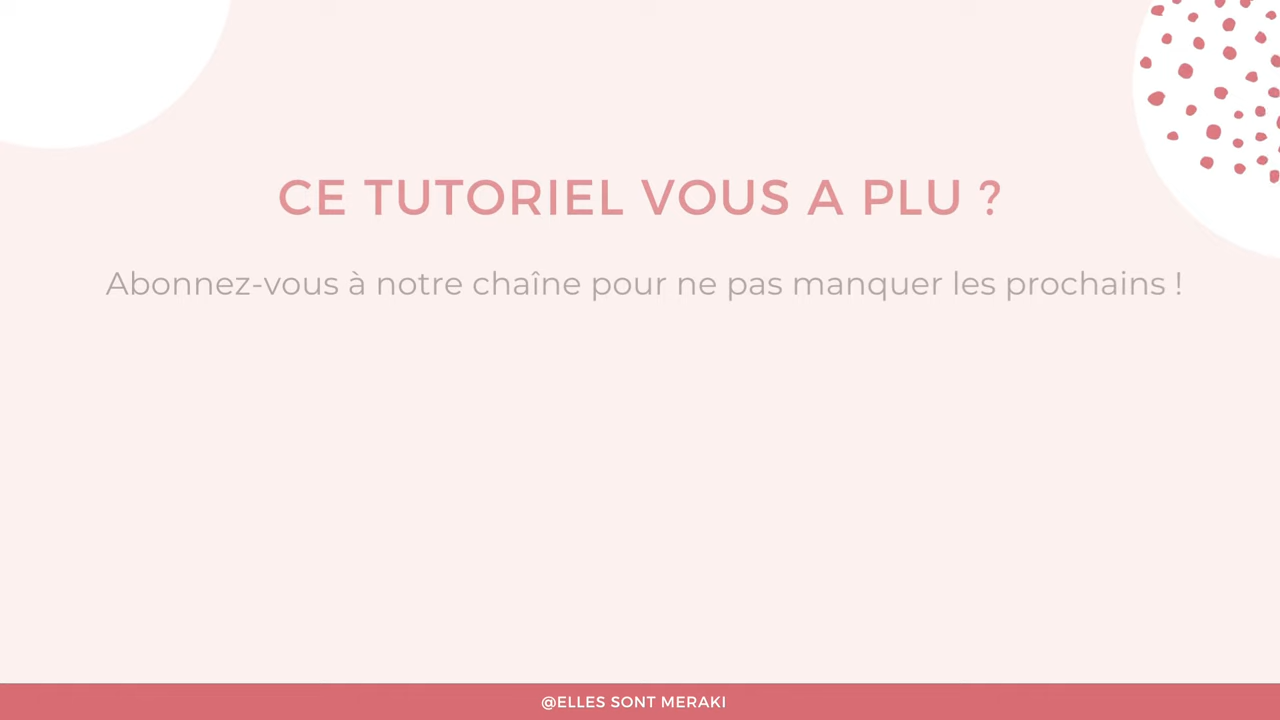 CE TUTORIEL VOUS A PLU ?
Abonnez-vous à notre chaîne pour ne pas manquer les prochains !
@ELLES SONT MERAKI